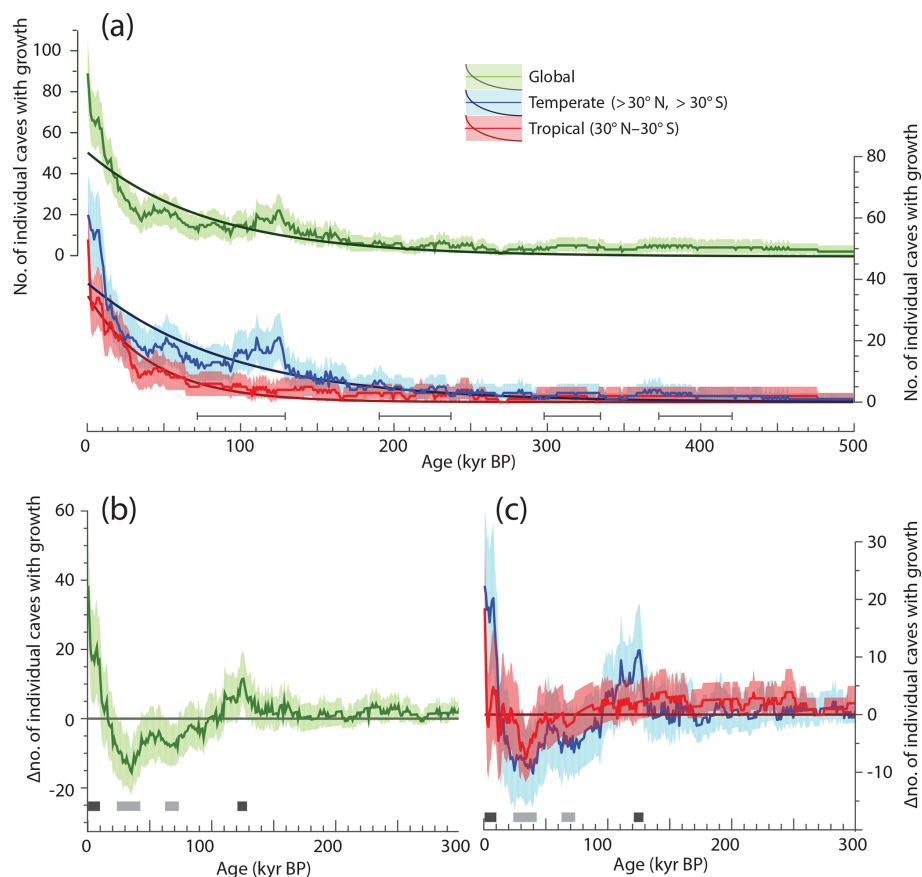 (a)
No. of individual caves with growth
100
80
60
40
20
0
Global
Temperate (>30° N, > 30° S)
Tropical (30° N–30° S)
No. of individual caves with growth
80
60
40
20
0
0
100
200
300
400
500
Age (kyr BP)
(b)
Δno. of individual caves with growth
60
40
20
0
-20
0
100
200
300
Age (kyr BP)
(c)
Δno. of individual caves with growth
30
20
10
0
-10
0
100
200
300
Age (kyr BP)